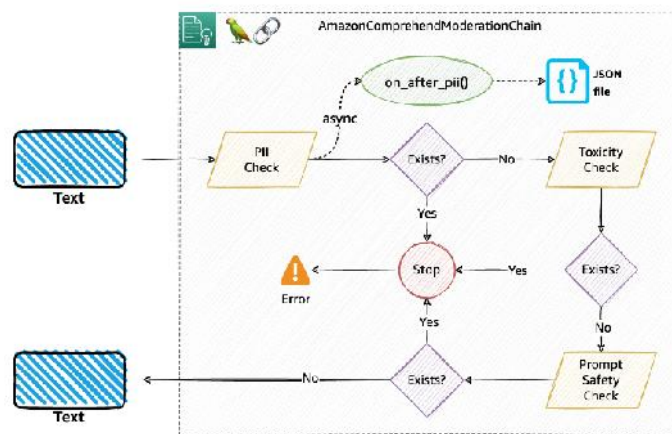 AmazonComprehendModerationChain
on_after_pii()
{}
JSON
file
async
PII
Check
Exists?
No
Toxicity
Check
Text
Yes
Stop
Yes
Exists?
Error
No
Yes
Exists?
No
Prompt
Safety
Check
Text